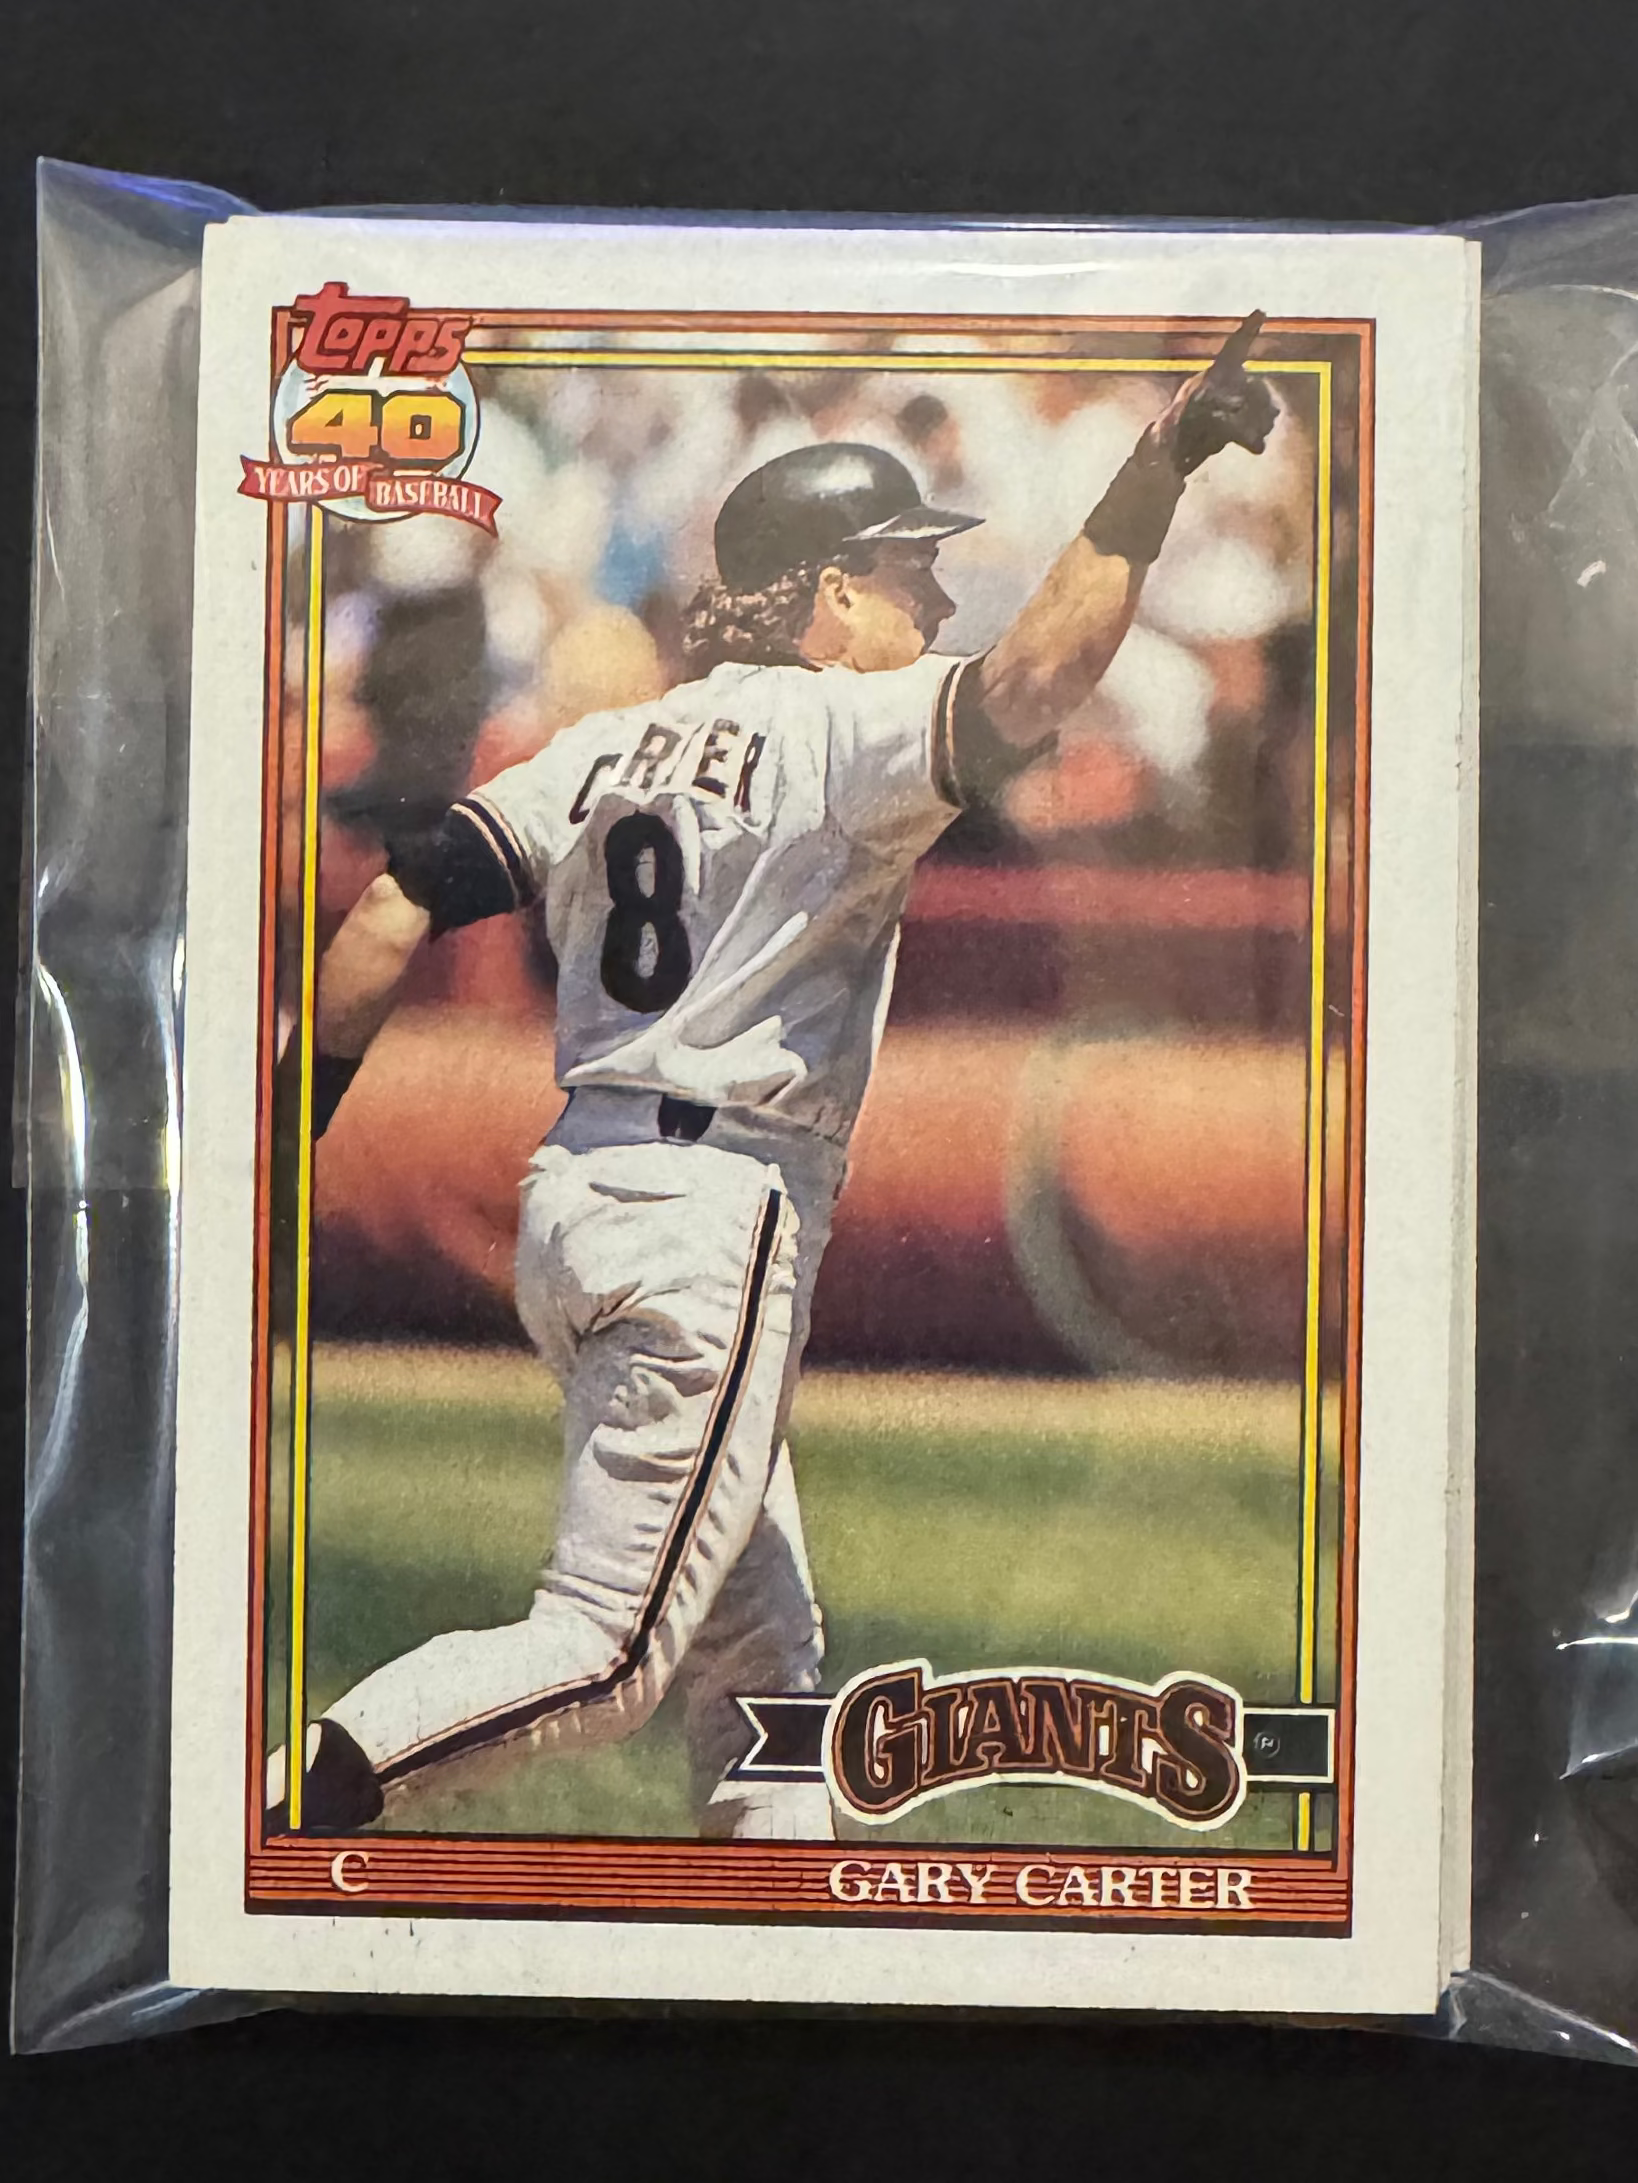 Topps
40
YEARS OF BASEBALL
8
GIANTS ®
C GARY CARTER